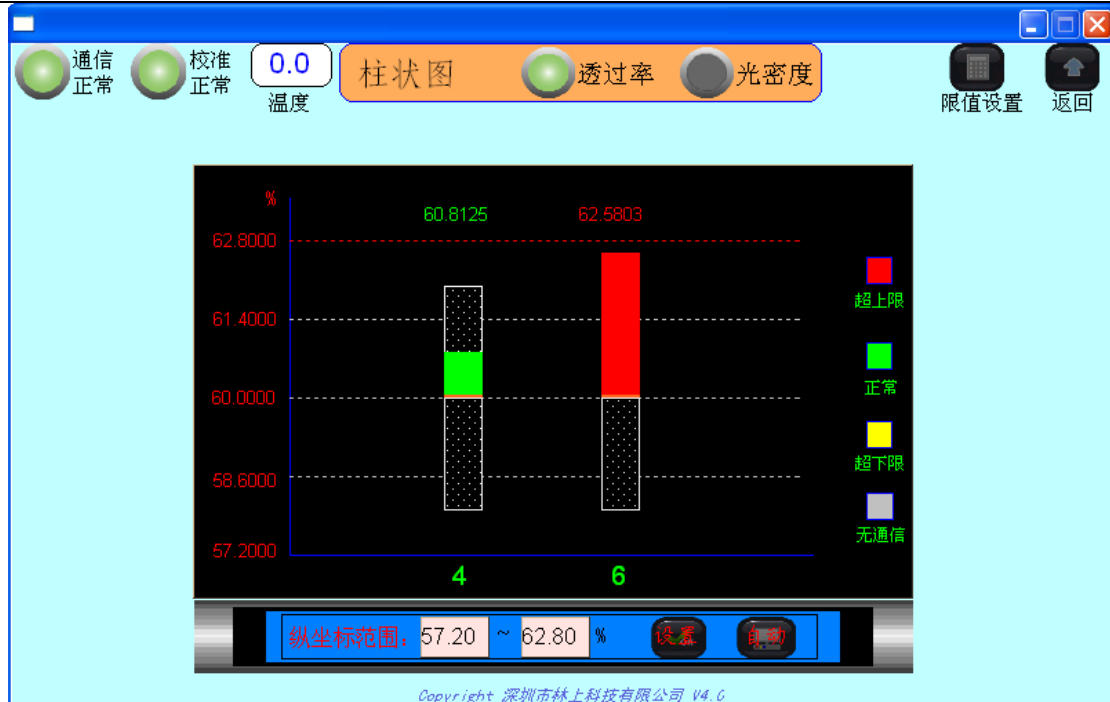 通信
正常
校准
正常
0.0
温度
柱状图
透过率
光密度
限值设置
返回
%
60.8125
62.5803
62.8000
61.4000
60.0000
58.6000
57.2000
4
6
超上限
正常
超下限
无通信
纵坐标范围：57.20 ~ 62.80 %
设置
自动
Copyright 深圳市林上科技有限公司 V4.0